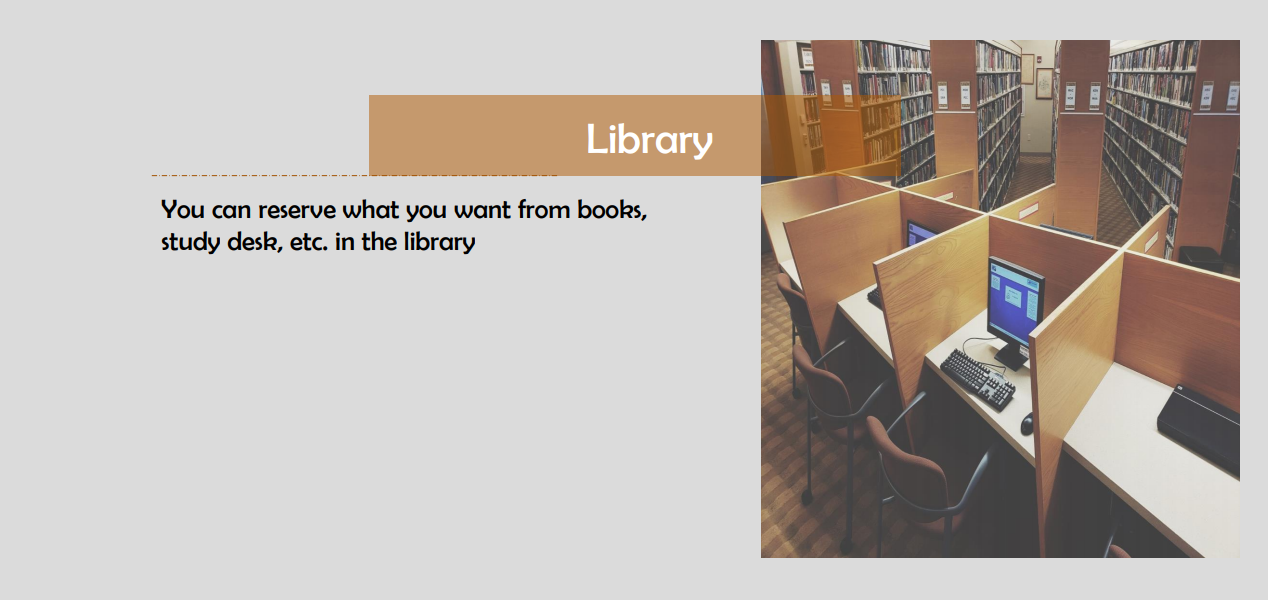 Library
You can reserve what you want from books,
study desk, etc. in the library